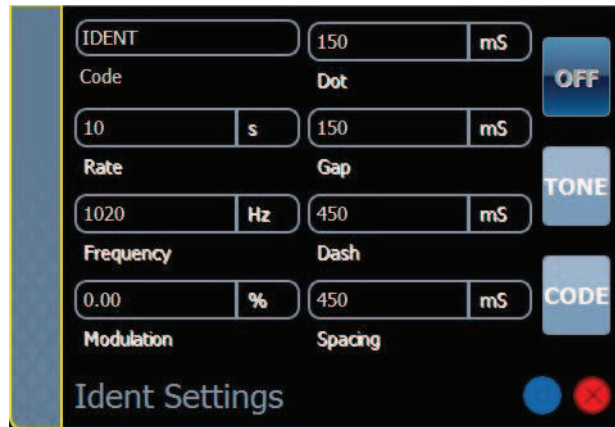 IDENT 150 mS
Code Dot OFF
10 s 150 mS
Rate Gap
TONE
1020 Hz 450 mS
Frequency Dash
0.00 % 450 mS CODE
Modulation Spacing
Ident Settings